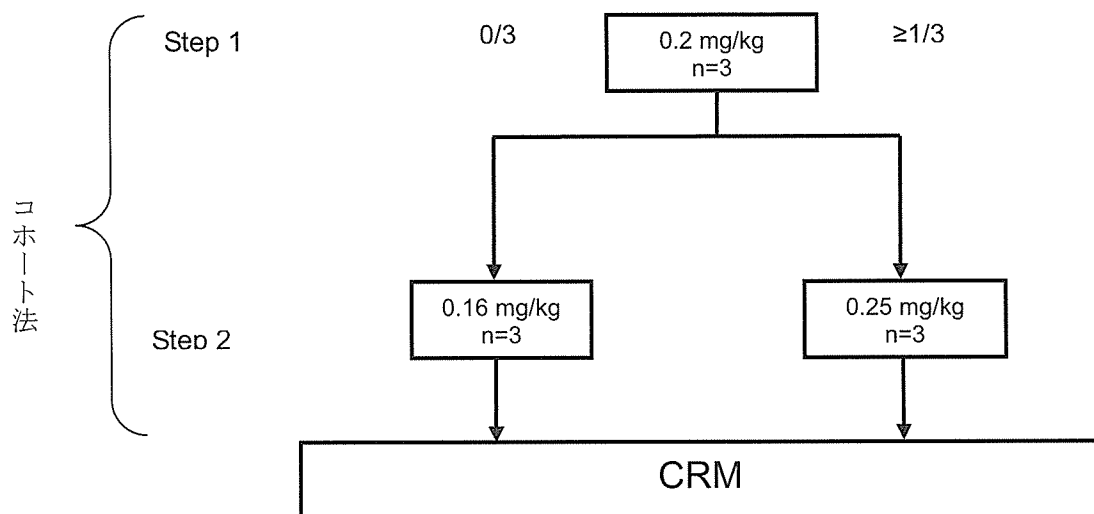 Step 1
0/3
0.2 mg/kg
n=3
≥1/3
コホート法
0.16 mg/kg
n=3
0.25 mg/kg
n=3
Step 2
CRM